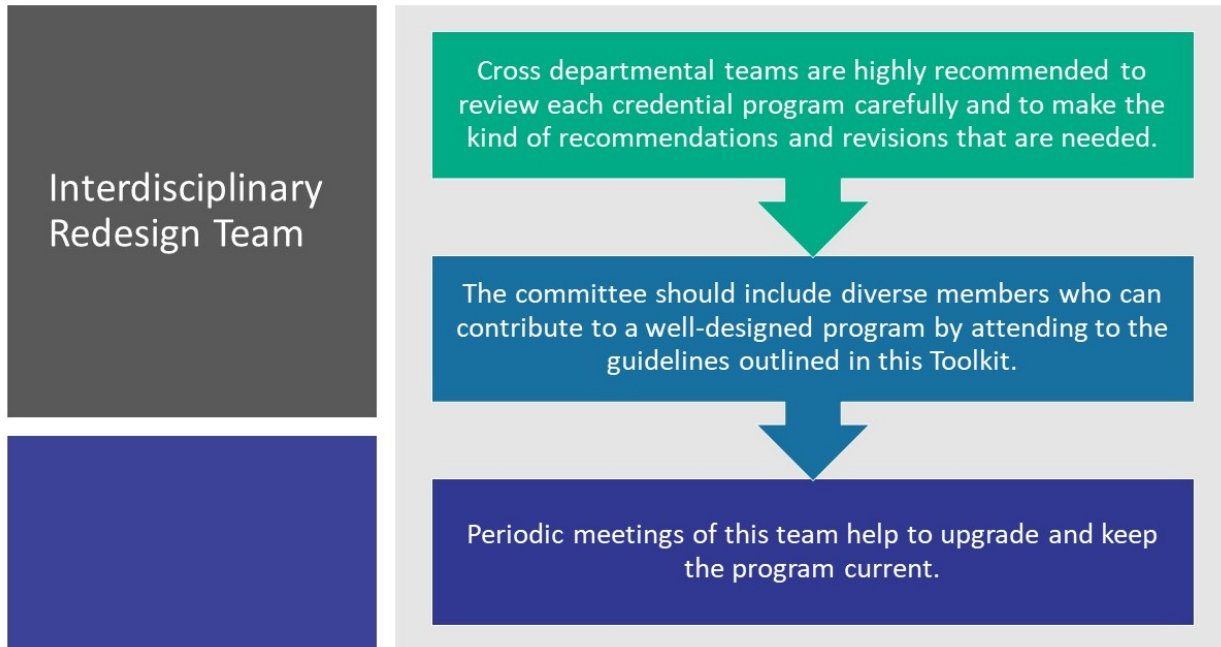 Interdisciplinary
Redesign Team
Cross departmental teams are highly recommended to
review each credential program carefully and to make the
kind of recommendations and revisions that are needed.
The committee should include diverse members who can
contribute to a well-designed program by attending to the
guidelines outlined in this Toolkit.
Periodic meetings of this team help to upgrade and keep
the program current.